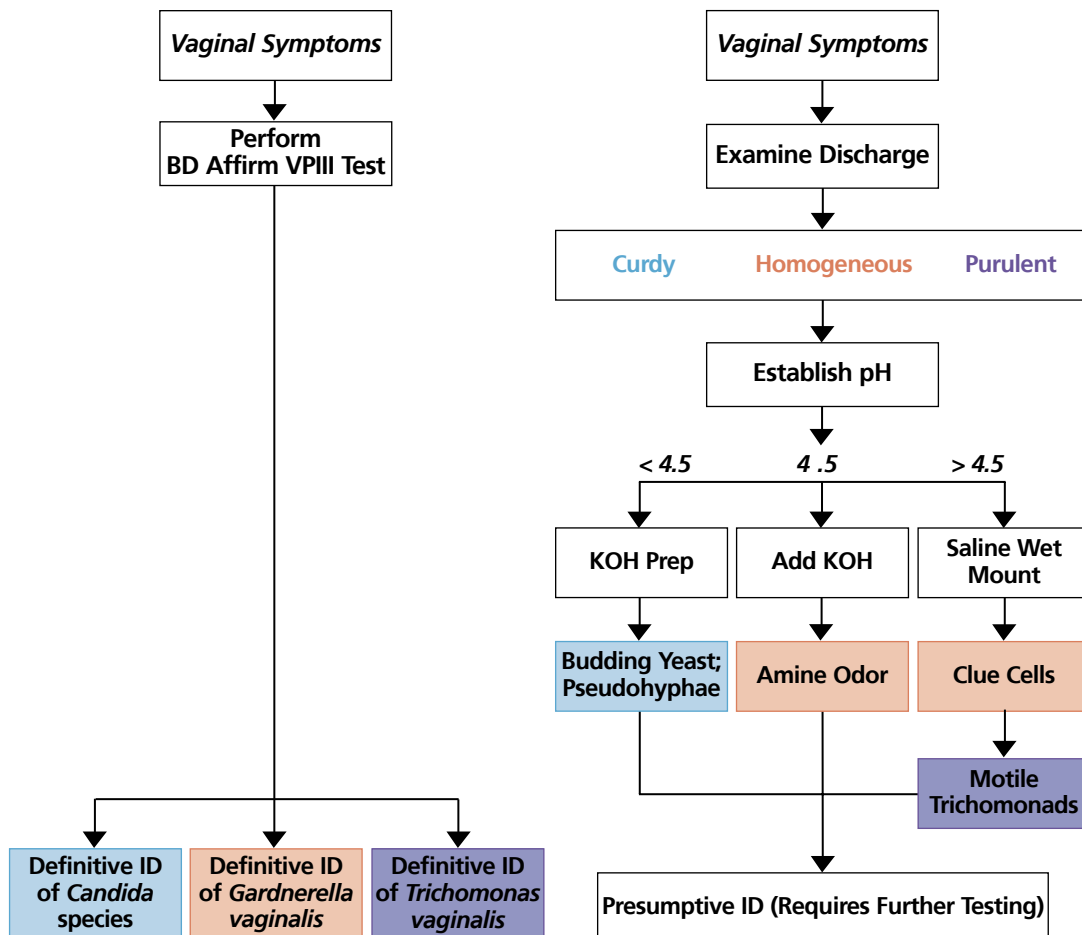 Vaginal Symptoms
Perform
BD Affirm VPIII Test
Definitive ID
of Candida
species
Definitive ID
of Gardnerella
vaginalis
Definitive ID
of Trichomonas
vaginalis
Vaginal Symptoms
Examine Discharge
Curdy Homogeneous Purulent
Establish pH
< 4.5 4 .5 > 4.5
KOH Prep
Add KOH
Saline Wet
Mount
Budding Yeast;
Pseudohyphae
Amine Odor
Clue Cells
Motile
Trichomonads
Presumptive ID (Requires Further Testing)